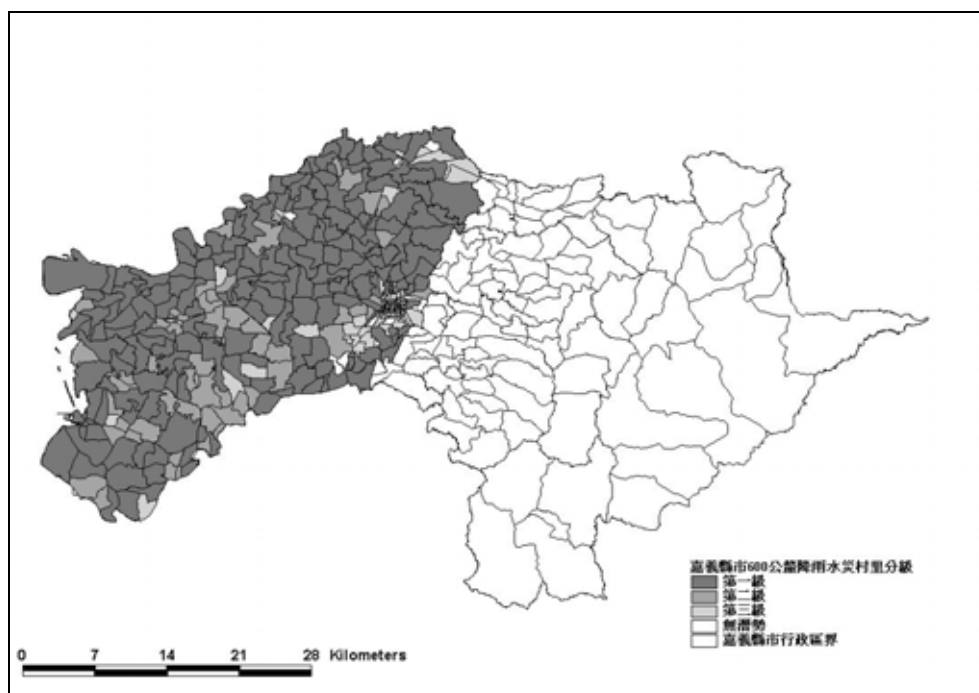 嘉義縣市600公釐降雨水災村里分級
第一級
第二級
第三級
無潛勢
嘉義縣市行政區界
0 7 14 21 28 Kilometers